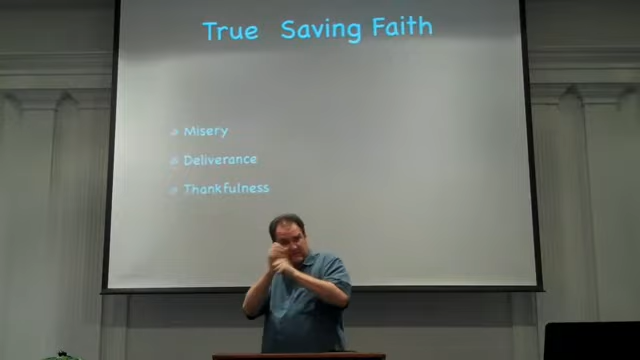 True Saving Faith
Misery
Deliverance
Thankfulness